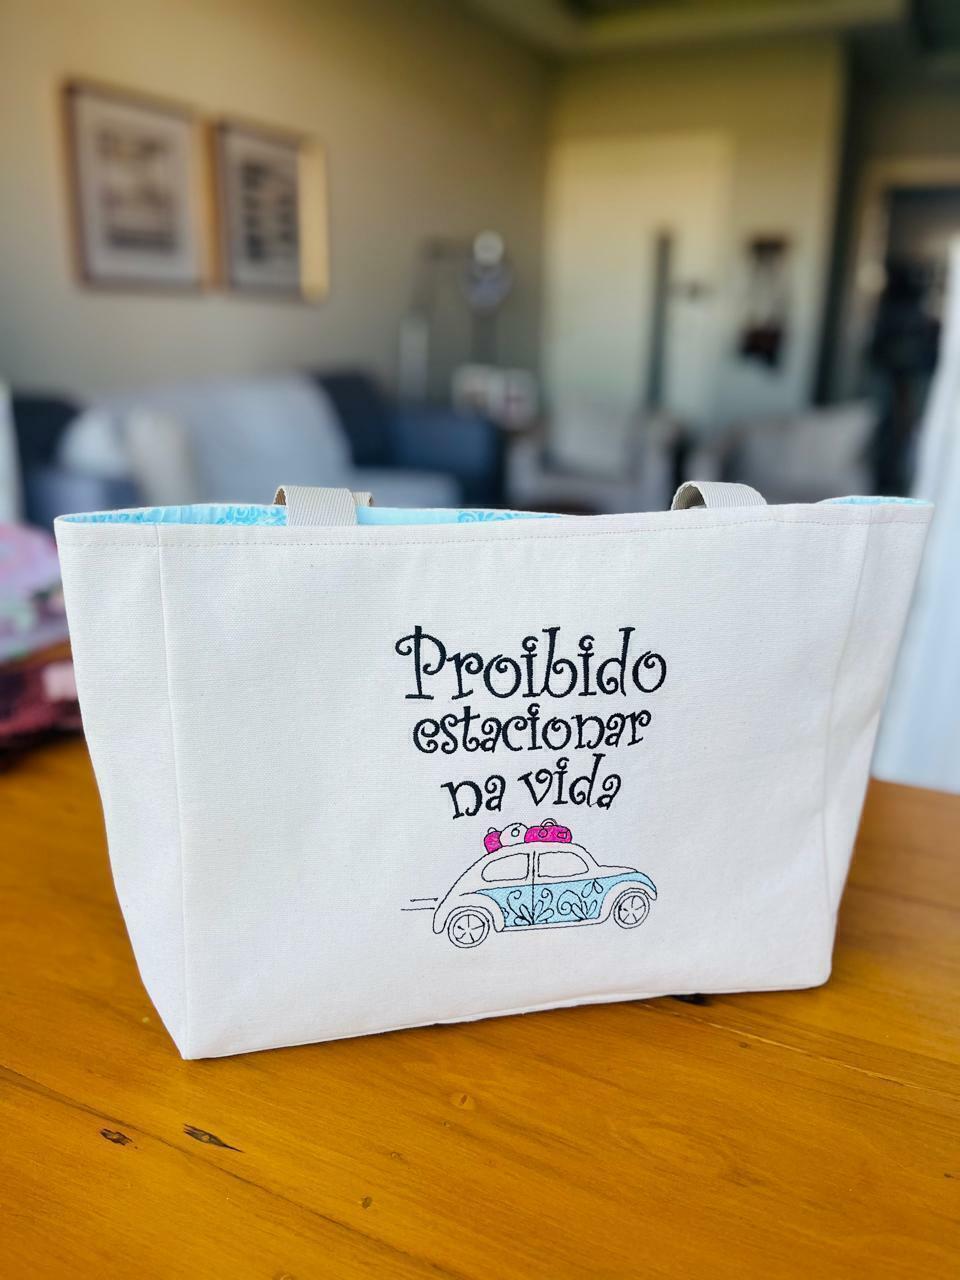 Proibido
estacionar
na vida